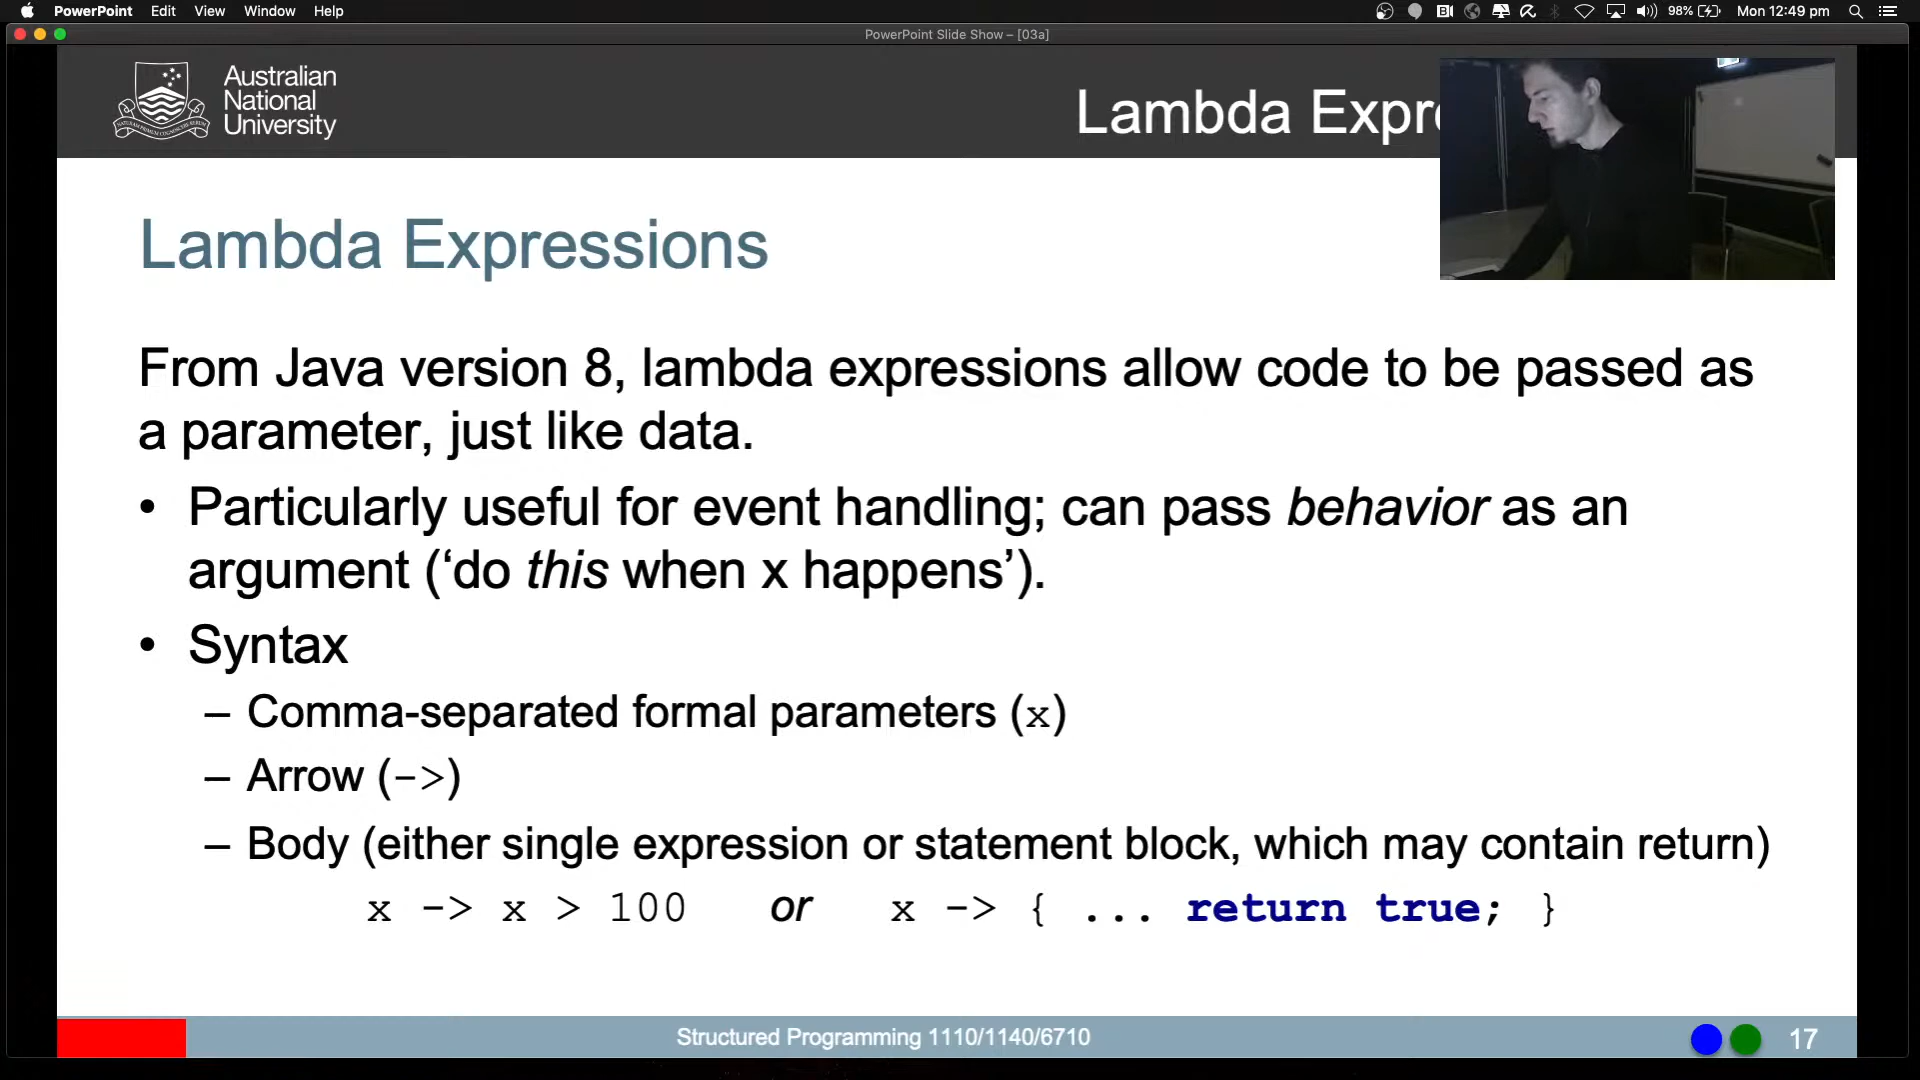 PowerPoint Edit View Window Help 98% Mon 12:49 pm
PowerPoint Slide Show – [03a]
Australian
National
University
Lambda Expr
Lambda Expressions
From Java version 8, lambda expressions allow code to be passed as
a parameter, just like data.
• Particularly useful for event handling; can pass behavior as an
argument (‘do this when x happens’).
• Syntax
– Comma-separated formal parameters (x)
– Arrow (->)
– Body (either single expression or statement block, which may contain return)
x -> x > 100 or x -> { ... return true; }
Structured Programming 1110/1140/6710
17